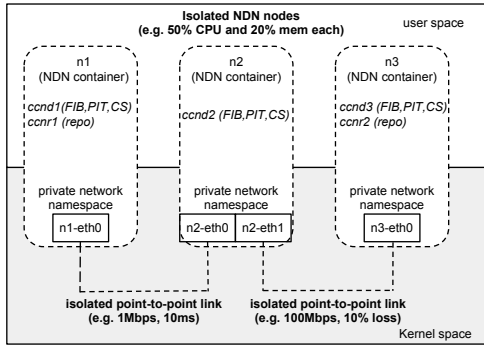 Isolated NDN nodes
(e.g. 50% CPU and 20% mem each)
user space
n1
(NDN container)
ccnd1(FIB,PIT,CS)
ccnr1 (repo)
n2
(NDN container)
ccnd2 (FIB,PIT,CS)
n3
(NDN container)
ccnd3 (FIB,PIT,CS)
ccnr2 (repo)
private network
namespace
n1-eth0
private network
namespace
n2-eth0
n2-eth1
private network
namespace
n3-eth0
isolated point-to-point link
(e.g. 1Mbps, 10ms)
isolated point-to-point link
(e.g. 100Mbps, 10% loss)
Kernel space